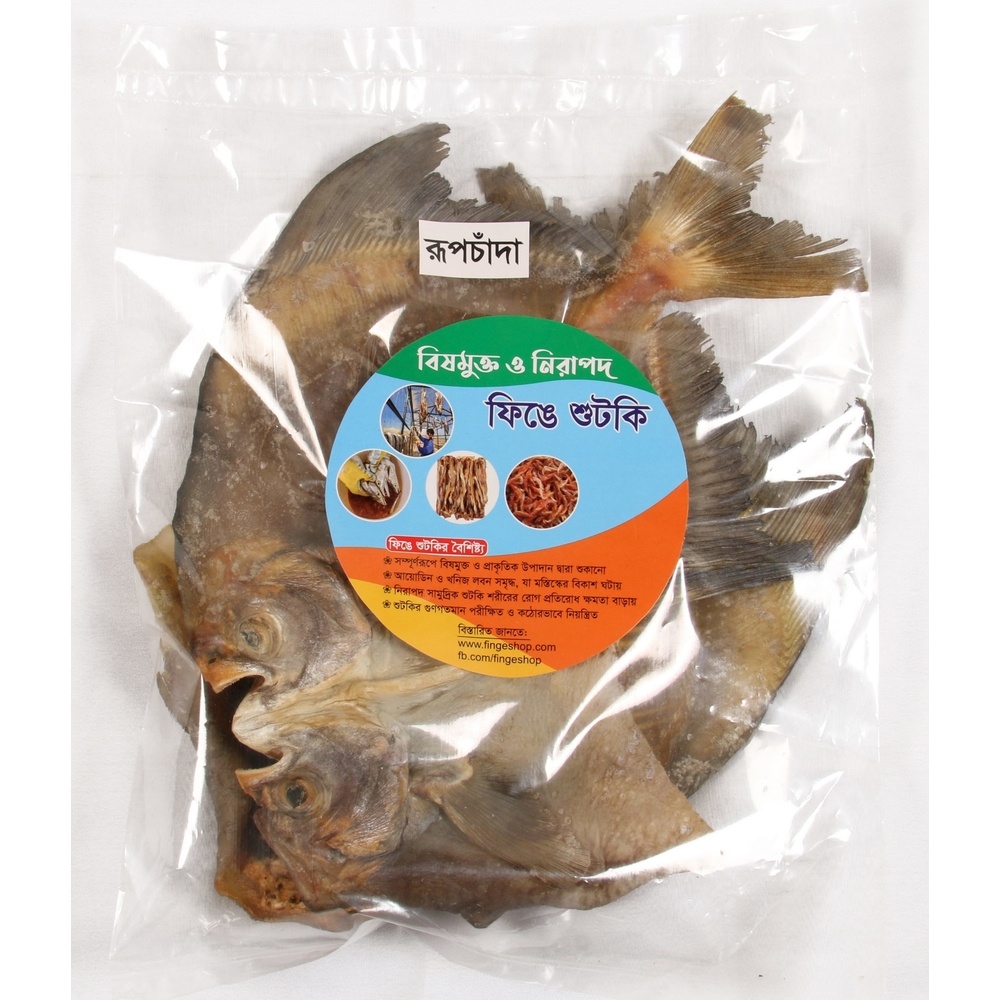 রূপচাঁদা
বিষমুক্ত ও নিরাপদ
ফিঙে শুটকি
ফিঙে শুটকির বৈশিষ্ট্য
❀ সম্পূর্ণরূপে বিষমুক্ত ও প্রাকৃতিক উপাদান দ্বারা শুকানো
❀ আয়োডিন ও খনিজ লবন সমৃদ্ধ, যা মস্তিস্কের বিকাশ ঘটায়
❀ নিরাপদ সামুদ্রিক শুটকি শরীরের রোগ প্রতিরোধ ক্ষমতা বাড়ায়
❀ শুটকির গুণগতমান পরীক্ষিত ও কঠোরভাবে নিয়ন্ত্রিত
বিস্তারিত জানতে:
www.fingeshop.com
fb.com/fingeshop